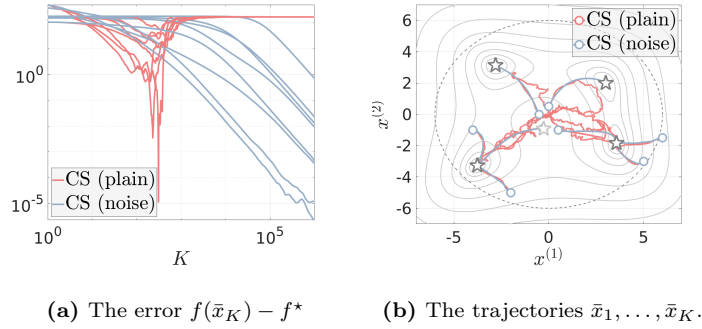 10^0
10^-5
10^0
10^5
K
CS (plain)
CS (noise)
6
4
2
0
-2
-4
-6
-5
0
5
x^(2)
x^(1)
CS (plain)
CS (noise)
(a) The error f(x̄_K) − f⋆
(b) The trajectories x̄_1, . . . , x̄_K.